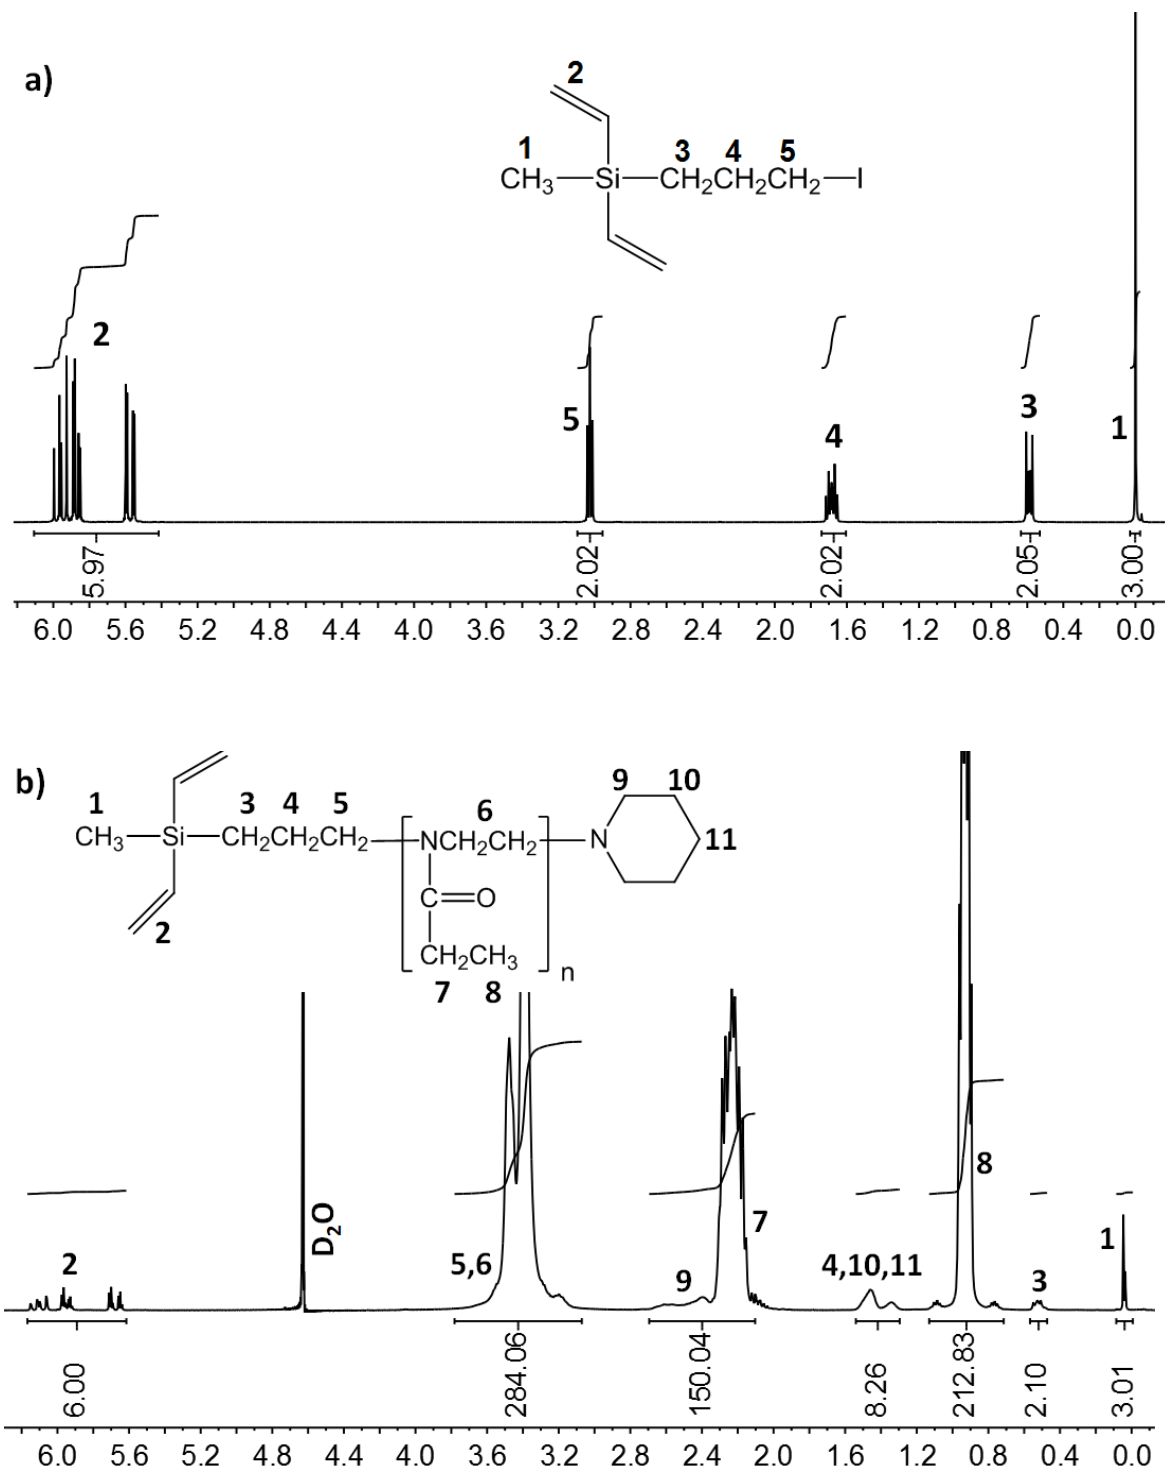 a)
2
1
3 4 5
CH3 Si CH2CH2CH2 I
2
5
4
3
1
5.97 2.02 2.02 2.05 3.00
6.0 5.6 5.2 4.8 4.4 4.0 3.6 3.2 2.8 2.4 2.0 1.6 1.2 0.8 0.4 0.0
b)
9 10
1 3 4 5 6
CH3 Si CH2CH2CH2 NCH2CH2 N 11
C O
2
CH2CH3 n
7 8
D2O
2
5,6
9
7
4,10,11
8
3
1
6.00 284.06 150.04 8.26 212.83 2.10 3.01
6.0 5.6 5.2 4.8 4.4 4.0 3.6 3.2 2.8 2.4 2.0 1.6 1.2 0.8 0.4 0.0